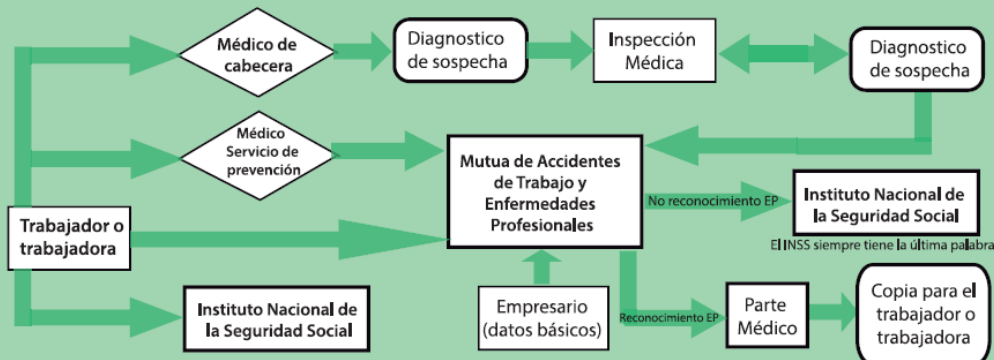 Médico de
cabecera
Diagnostico
de sospecha
Inspección
Médica
Diagnostico
de sospecha
Médico
Servicio de
prevención
Mutua de Accidentes
de Trabajo y
Enfermedades
Profesionales
No reconocimiento EP
Instituto Nacional de
la Seguridad Social
El INSS siempre tiene la última palabra
Trabajador o
trabajadora
Instituto Nacional de
la Seguridad Social
Empresario
(datos básicos)
Reconocimiento EP
Parte
Médico
Copia para el
trabajador o
trabajadora